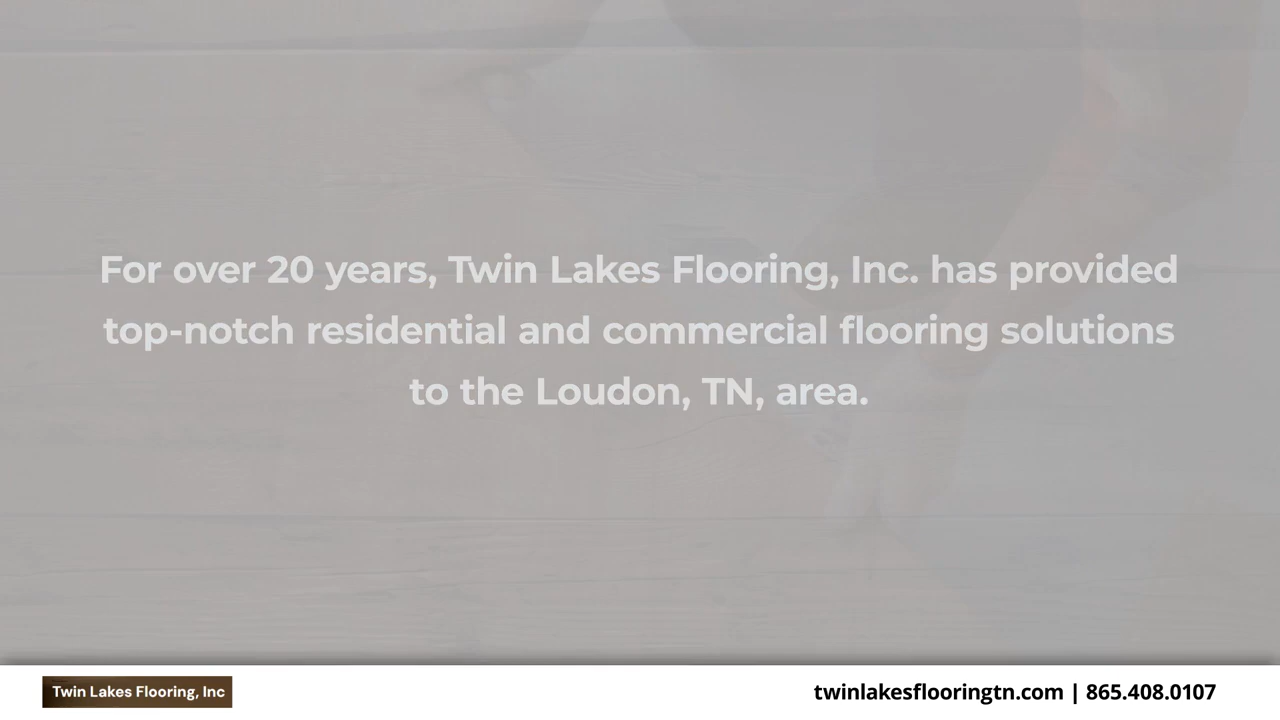 For over 20 years, Twin Lakes Flooring, Inc. has provided
top-notch residential and commercial flooring solutions
to the Loudon, TN, area.
Twin Lakes Flooring, Inc
twinlakesflooringtn.com | 865.408.0107